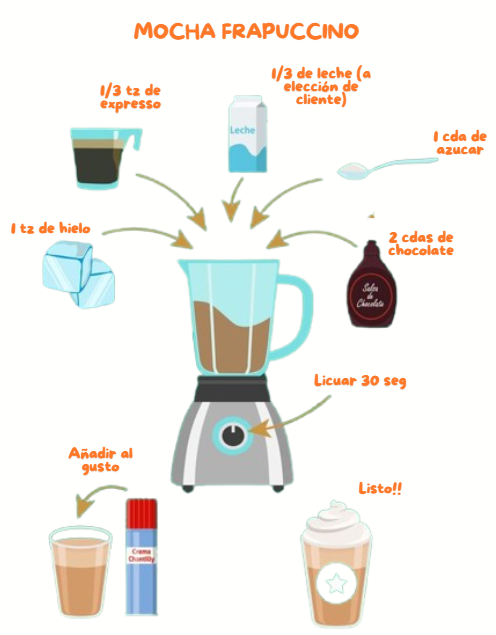 MOCHA FRAPUCCINO
1/3 tz de
expresso
1/3 de leche (a
elección de
cliente)
Leche
1 cda de
azucar
1 tz de hielo
2 cdas de
chocolate
Salsa
de
Chocolate
Licuar 30 seg
Añadir al
gusto
Crema
Chantilly
Listo!!